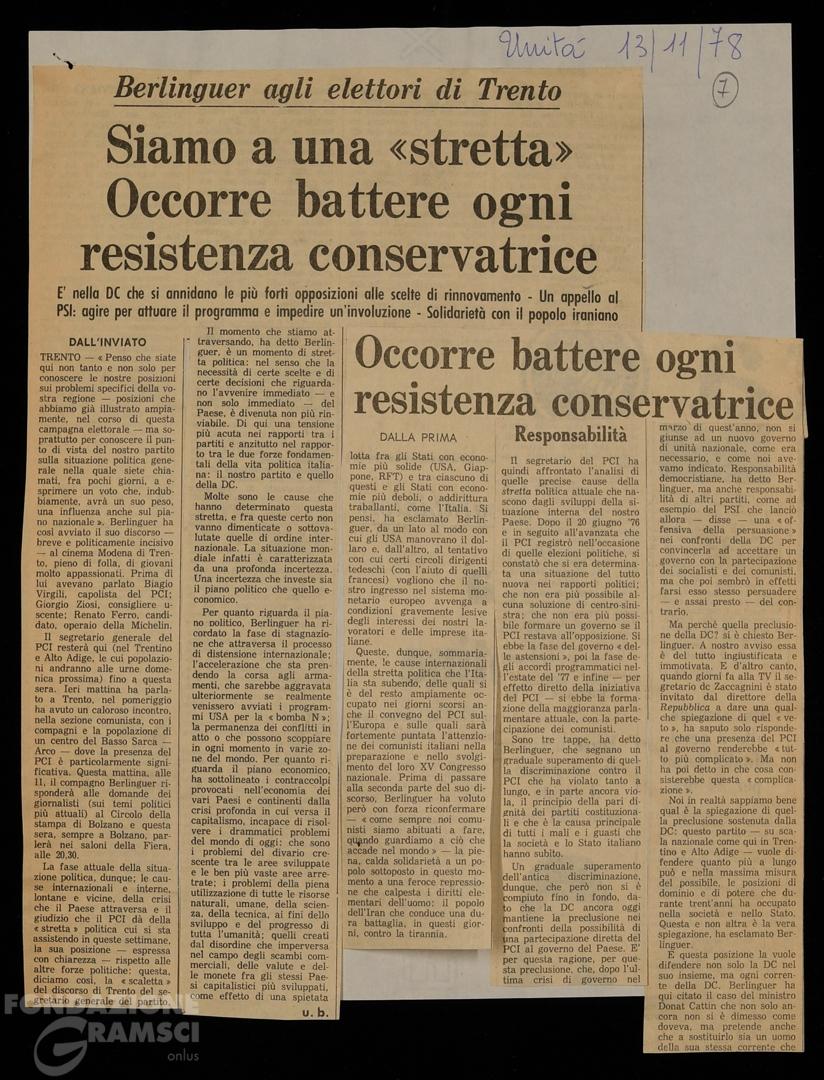 Unità 13/11/78
7
Berlinguer agli elettori di Trento
Siamo a una «stretta»
Occorre battere ogni
resistenza conservatrice
E' nella DC che si annidano le più forti opposizioni alle scelte di rinnovamento - Un appello al
PSI: agire per attuare il programma e impedire un'involuzione - Solidarietà con il popolo iraniano
DALL'INVIATO
TRENTO — « Penso che siate
qui non tanto e non solo per
conoscere le nostre posizioni
sui problemi specifici della vo-
stra regione — posizioni che
abbiamo già illustrato ampia-
mente, nel corso di questa
campagna elettorale — ma so-
prattutto per conoscere il pun-
to di vista del nostro partito
sulla situazione politica gene-
rale nella quale siete chia-
mati, fra pochi giorni, a e-
sprimere un voto che, indub-
biamente, avrà un suo peso,
una influenza anche sul pia-
no nazionale ». Berlinguer ha
così avviato il suo discorso —
breve e politicamente incisivo
— al cinema Modena di Tren-
to, pieno di folla, di giovani
molto appassionati. Prima di
lui avevano parlato Biagio
Virgili, capolista del PCI;
Giorgio Ziosi, consigliere u-
scente; Renato Ferro, candi-
dato, operaio della Michelin.
Il segretario generale del
PCI resterà qui (nel Trentino
e Alto Adige, le cui popolazio-
ni andranno alle urne dome-
nica prossima) fino a questa
sera. Ieri mattina ha parla-
to a Trento, nel pomeriggio
ha avuto un caloroso incontro,
nella sezione comunista, con i
compagni e la popolazione di
un centro del Basso Sarca —
Arco — dove la presenza del
PCI è particolarmente signi-
ficativa. Questa mattina, alle
11, il compagno Berlinguer ri-
sponderà alle domande dei
giornalisti (sui temi politici
più attuali) al Circolo della
stampa di Bolzano e questa
sera, sempre a Bolzano, par-
lerà nei saloni della Fiera,
alle 20,30.
La fase attuale della situa-
zione politica, dunque; le cau-
se internazionali e interne,
lontane e vicine, della crisi
che il Paese attraversa e il
giudizio che il PCI dà della
« stretta » politica cui si sta
assistendo in queste settimane,
la sua posizione — espressa
con chiarezza — rispetto alle
altre forze politiche: questa,
diciamo così, la « scaletta »
del discorso di Trento del se-
gretario generale del partito.
Il momento che stiamo at-
traversando, ha detto Berlin-
guer, è un momento di stret-
ta politica: nel senso che la
necessità di certe scelte e di
certe decisioni che riguarda-
no l'avvenire immediato — e
non solo immediato — del
Paese, è divenuta non più rin-
viabile. Di qui una tensione
più acuta nei rapporti tra i
partiti e anzitutto nel rappor-
to tra le due forze fondamen-
tali della vita politica italia-
na: il nostro partito e quello
della DC.
Molte sono le cause che
hanno determinato questa
stretta, e fra queste certo non
vanno dimenticate o sottova-
lutate quelle di ordine inter-
nazionale. La situazione mon-
diale infatti è caratterizzata
da una profonda incertezza.
Una incertezza che investe sia
il piano politico che quello e-
conomico.
Per quanto riguarda il pia-
no politico, Berlinguer ha ri-
cordato la fase di stagnazio-
ne che attraversa il processo
di distensione internazionale;
l'accelerazione che sta pren-
dendo la corsa agli arma-
menti, che sarebbe aggravata
ulteriormente se realmente
venissero avviati i program-
mi USA per la « bomba N »;
la permanenza dei conflitti in
atto o che possono scoppiare
in ogni momento in varie zo-
ne del mondo. Per quanto ri-
guarda il piano economico,
ha sottolineato i contraccolpi
provocati nell'economia dei
vari Paesi e continenti dalla
crisi profonda in cui versa il
capitalismo, incapace di risol-
vere i drammatici problemi
del mondo di oggi: che sono
i problemi del divario cre-
scente tra le aree sviluppate
e le ben più vaste aree arre-
trate; i problemi della piena
utilizzazione di tutte le risorse
naturali, umane, della scien-
za, della tecnica, ai fini dello
sviluppo e del progresso di
tutta l'umanità; quelli creati
dal disordine che imperversa
nel campo degli scambi com-
merciali, delle valute e del-
le monete fra gli stessi Pae-
si capitalistici più sviluppati,
come effetto di una spietata
u. b.
Occorre battere ogni
resistenza conservatrice
DALLA PRIMA
lotta fra gli Stati con econo-
mie più solide (USA, Giap-
pone, RFT) e tra ciascuno di
questi e gli Stati con econo-
mie più deboli, o addirittura
traballanti, come l'Italia. Si
pensi, ha esclamato Berlin-
guer, da un lato al modo con
cui gli USA manovrano il dol-
laro e, dall'altro, al tentativo
con cui certi circoli dirigenti
tedeschi (con l'aiuto di quelli
francesi) vogliono che il no-
stro ingresso nel sistema mo-
netario europeo avvenga a
condizioni gravemente lesive
degli interessi dei nostri la-
voratori e delle imprese ita-
liane.
Queste, dunque, sommaria-
mente, le cause internazionali
della stretta politica che l'Ita-
lia sta subendo, delle quali si
è del resto ampiamente oc-
cupato nei giorni scorsi an-
che il convegno del PCI sul-
l'Europa e sulle quali sarà
fortemente puntata l'attenzio-
ne dei comunisti italiani nella
preparazione e nello svolgi-
mento del loro XV Congresso
nazionale. Prima di passare
alla seconda parte del suo di-
scorso, Berlinguer ha voluto
però con forza riconfermare
— « come sempre noi comu-
nisti siamo abituati a fare,
quando guardiamo a ciò che
accade nel mondo » — la pie-
na, calda solidarietà a un po-
polo sottoposto in questo mo-
mento a una feroce repressio-
ne che calpesta i diritti ele-
mentari dell'uomo: il popolo
dell'Iran che conduce una du-
ra battaglia, in questi gior-
ni, contro la tirannia.
Responsabilità
Il segretario del PCI ha
quindi affrontato l'analisi di
quelle precise cause della
stretta politica attuale che na-
scono dagli sviluppi della si-
tuazione interna del nostro
Paese. Dopo il 20 giugno '76
e in seguito all'avanzata che
il PCI registrò nell'occasione
di quelle elezioni politiche, si
constatò che si era determina-
ta una situazione del tutto
nuova nei rapporti politici;
che non era più possibile al-
cuna soluzione di centro-sini-
stra; che non era più possi-
bile formare un governo se il
PCI restava all'opposizione. Si
ebbe la fase del governo « del-
le astensioni », poi la fase de-
gli accordi programmatici nel-
l'estate del '77 e infine — per
effetto diretto della iniziativa
del PCI — si ebbe la forma-
zione della maggioranza parla-
mentare attuale, con la parte-
cipazione dei comunisti.
Sono tre tappe, ha detto
Berlinguer, che segnano un
graduale superamento di quel-
la discriminazione contro il
PCI che ha violato tanto a
lungo, e in parte ancora vio-
la, il principio della pari di-
gnità dei partiti costituziona-
li e che è la causa principale
di tutti i mali e i guasti che
la società e lo Stato italiano
hanno subìto.
Un graduale superamento
dell'antica discriminazione,
dunque, che però non si è
compiuto fino in fondo, da-
to che la DC ancora oggi
mantiene la preclusione nei
confronti della possibilità di
una partecipazione diretta del
PCI al governo del Paese. E'
per questa ragione, per que-
sta preclusione, che, dopo l'ul-
tima crisi di governo nel
marzo di quest'anno, non si
giunse ad un nuovo governo
di unità nazionale, come era
necessario, e come noi ave-
vamo indicato. Responsabilità
democristiane, ha detto Ber-
linguer, ma anche responsabi-
lità di altri partiti, come ad
esempio del PSI che lanciò
allora — disse — una « of-
fensiva della persuasione »
nei confronti della DC per
convincerla ad accettare un
governo con la partecipazione
dei socialisti e dei comunisti,
ma che poi sembrò in effetti
farsi esso stesso persuadere
— e assai presto — del con-
trario.
Ma perché quella preclusio-
ne della DC? si è chiesto Ber-
linguer. A nostro avviso essa
è del tutto ingiustificata e
immotivata. E d'altro canto,
quando giorni fa alla TV il se-
gretario dc Zaccagnini è stato
invitato dal direttore della
Repubblica a dare una qual-
che spiegazione di quel « ve-
to », ha saputo solo risponde-
re che una presenza del PCI
al governo renderebbe « tut-
to più complicato ». Ma non
ha poi detto in che cosa con-
sisterebbe questa « complica-
zione ».
Noi in realtà sappiamo bene
qual è la spiegazione di quel-
la preclusione sostenuta dalla
DC: questo partito — su sca-
la nazionale come qui in Tren-
tino e Alto Adige — vuole di-
fendere quanto più a lungo
può e nella massima misura
del possibile, le posizioni di
dominio e di potere che du-
rante trent'anni ha occupato
nella società e nello Stato.
Questa e non altra è la vera
spiegazione, ha esclamato Ber-
linguer.
E questa posizione la vuole
difendere non solo la DC nel
suo insieme, ma ogni corren-
te della DC. Berlinguer ha
qui citato il caso del ministro
Donat Cattin che non solo an-
cora non si è dimesso come
doveva, ma pretende anche
che a sostituirlo sia un uomo
della sua stessa corrente che
FONDAZIONE
GRAMSCI
onlus